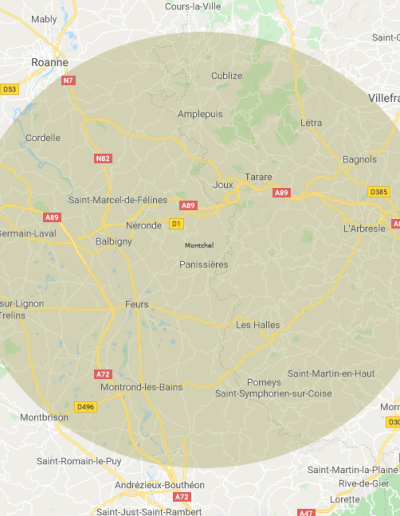 Cours-la-Ville
Mably
Saint-G
Roanne
Cublize
N7
D53
Villefr
Amplepuis
Létra
Cordelle
N82
Bagnols
Tarare
Joux
A89
D385
Saint-Marcel-de-Félines
A89
A89
D1
Néronde
L'Arbresle
Germain-Laval
Balbigny
Montchal
Panissières
sur-Lignon
Trelins
Feurs
Les Halles
A72
Saint-Martin-en-Haut
Montrond-les-Bains
Pomeys
Saint-Symphorien-sur-Coise
D496
Montbrison
Morn
D30
Saint-Romain-le-Puy
Saint-Martin-la-Plaine
Rive-de-Gier
Andrézieux-Bouthéon
A72
Lorette
Saint-Just-Saint-Rambert
A47